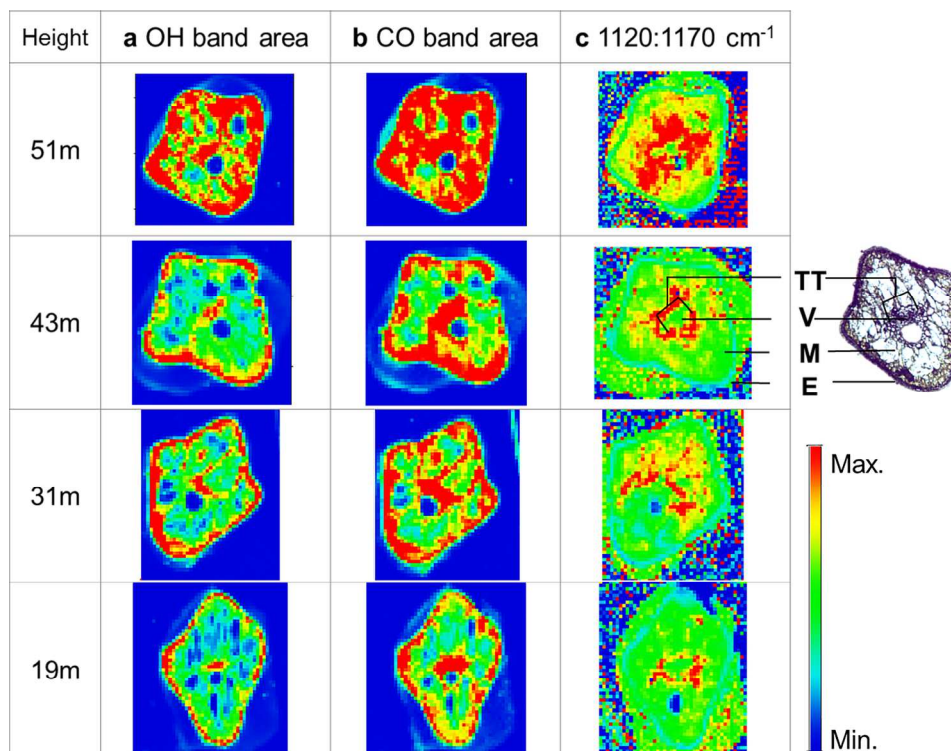 Height a OH band area b CO band area c 1120:1170 cm⁻¹
51m
43m
TT
V
M
E
31m
Max.
19m
Min.